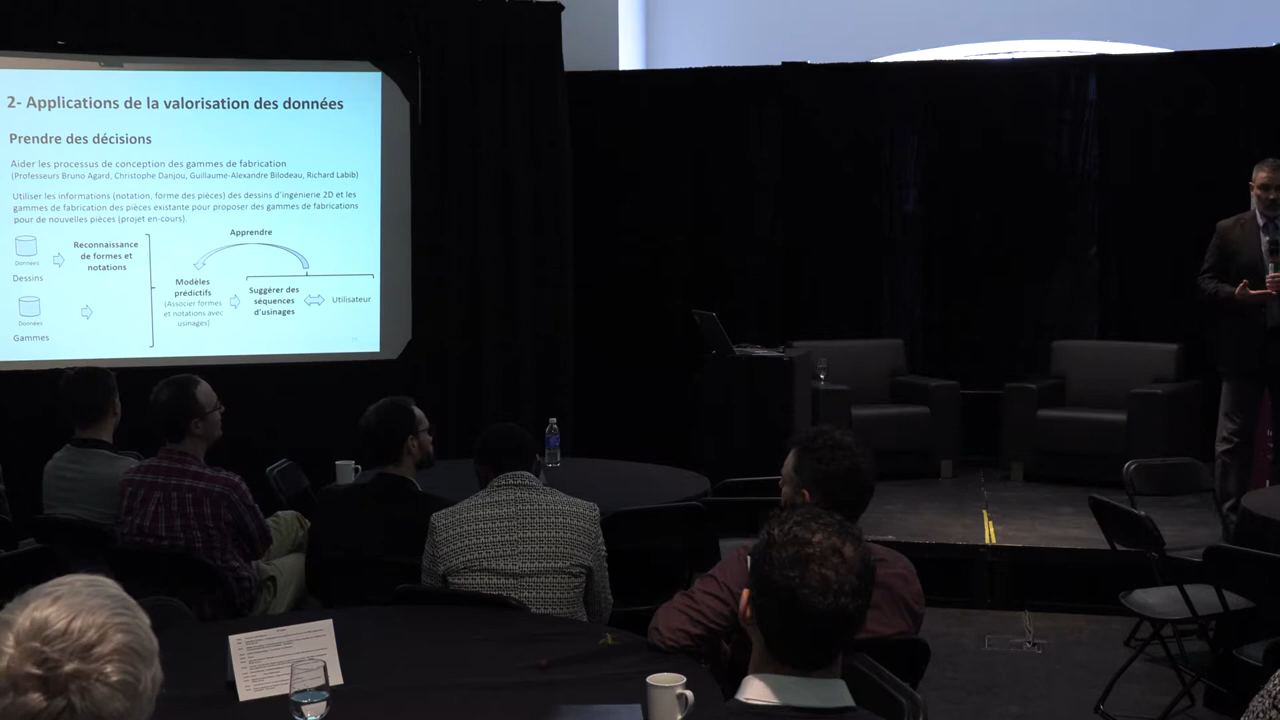 2- Applications de la valorisation des données
Prendre des décisions
Aider les processus de conception des gammes de fabrication
(Professeurs Bruno Agard, Christophe Danjou, Guillaume-Alexandre Bilodeau, Richard Labib)
Utiliser les informations (notation, forme des pièces) des dessins d'ingénierie 2D et les
gammes de fabrication des pièces existante pour proposer des gammes de fabrications
pour de nouvelles pièces (projet en-cours).
Apprendre
Données
Dessins
Reconnaissance
de formes et
notations
Modèles
prédictifs
(Associer formes
et notations avec
usinages)
Suggérer des
séquences
d'usinages
Utilisateur
Données
Gammes